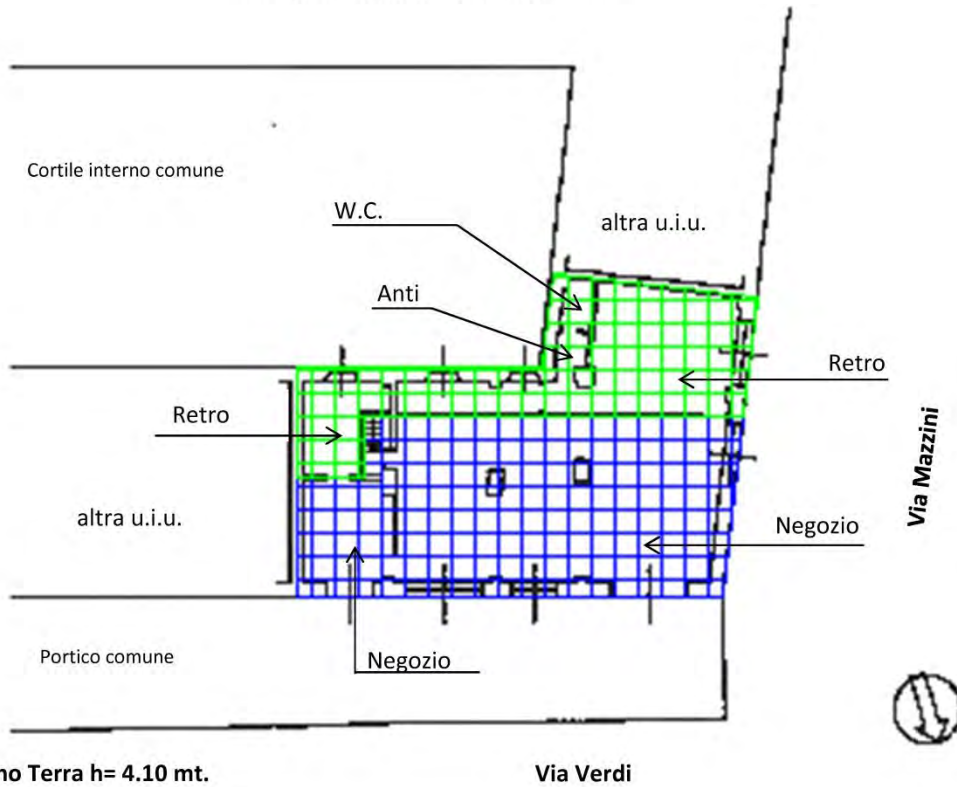 Cortile interno comune
W.C.
altra u.i.u.
Anti
Retro
Retro
Via Mazzini
altra u.i.u.
Negozio
Portico comune
Negozio
no Terra h= 4.10 mt.
Via Verdi